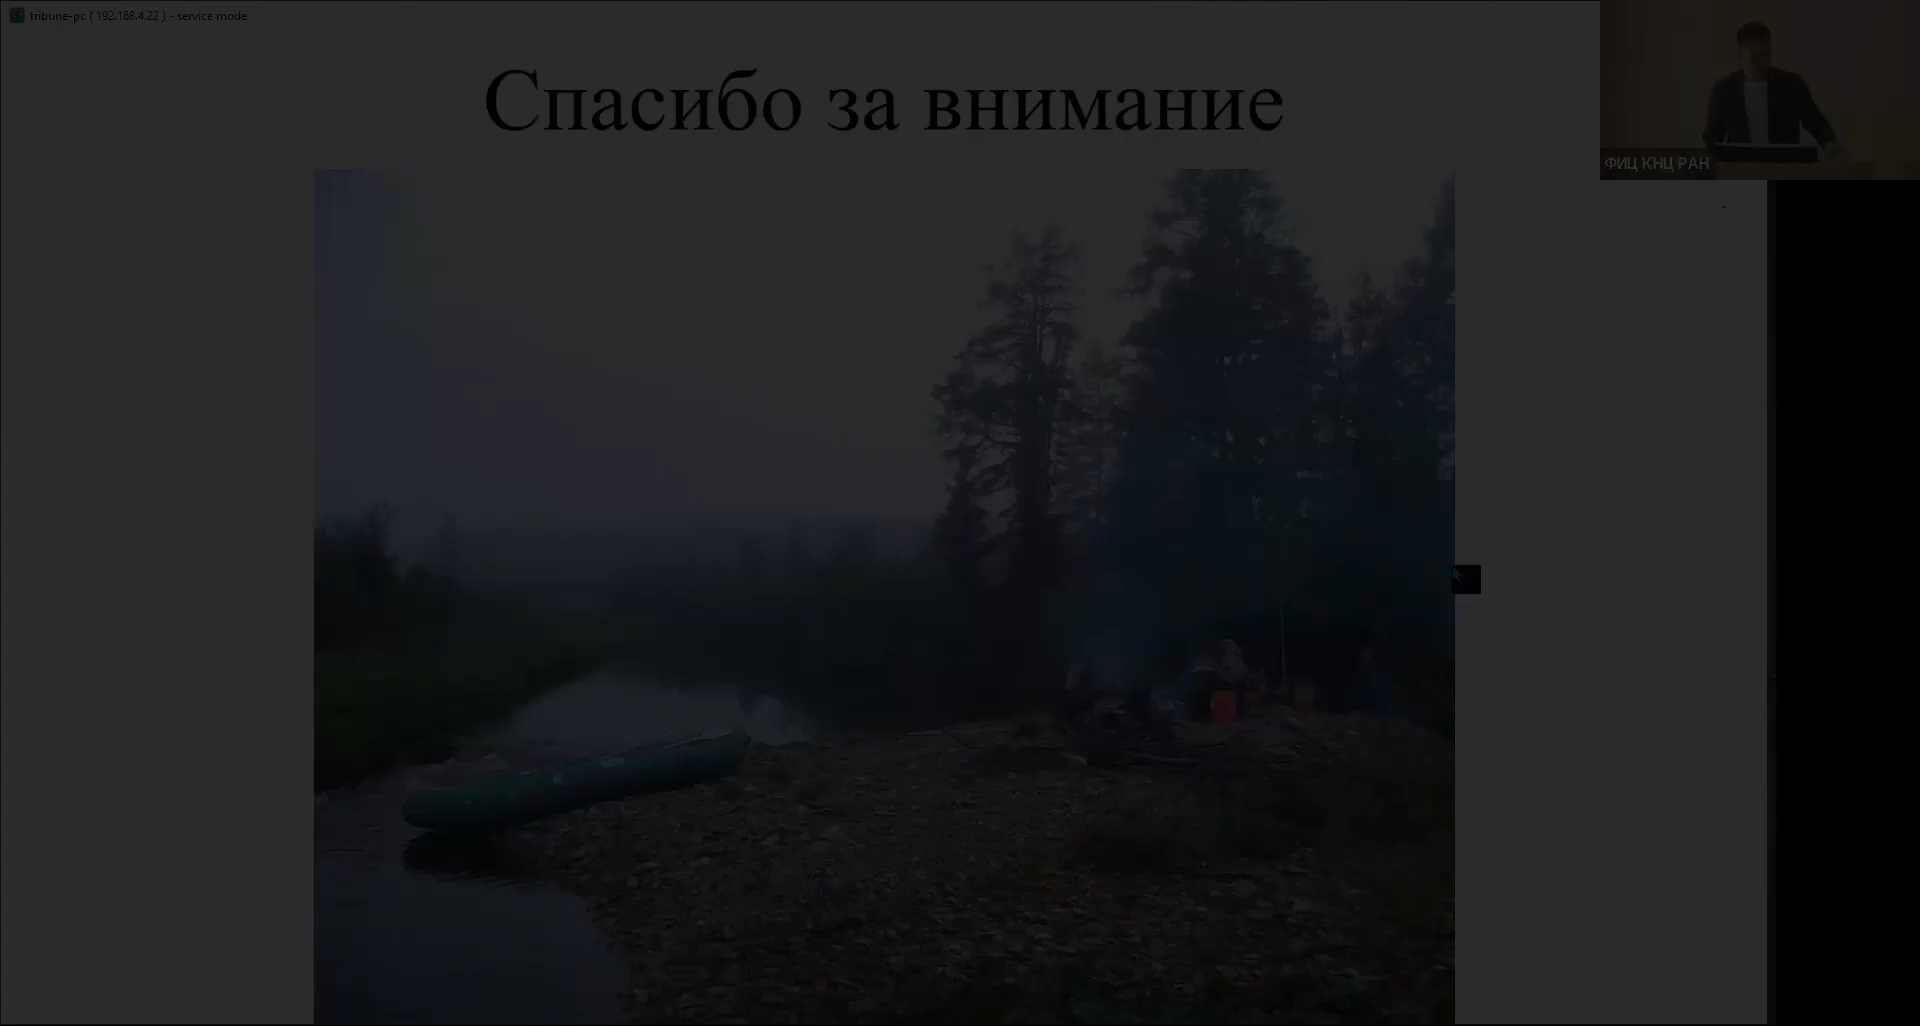 tribune-pc ( 192.168.4.22 ) - service mode
Спасибо за внимание
ФИЦ КНЦ РАН